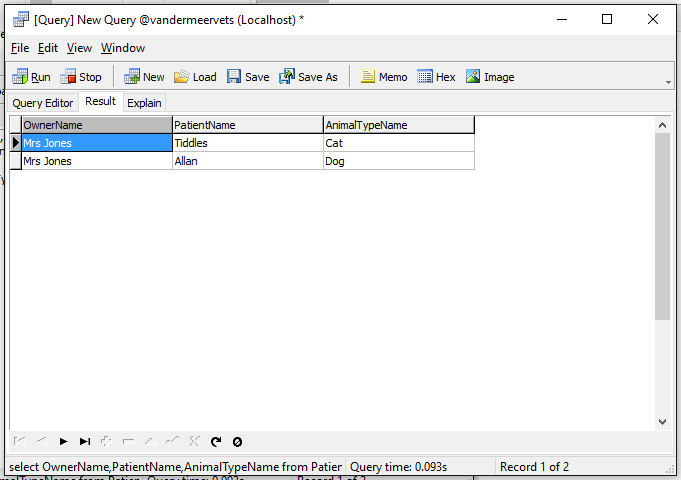 [Query] New Query @vandermeervets (Localhost) *
File Edit View Window
Run Stop New Load Save Save As Memo Hex Image
Query Editor Result Explain
OwnerName PatientName AnimalTypeName
Mrs Jones Tiddles Cat
Mrs Jones Allan Dog
select OwnerName,PatientName,AnimalTypeName from Patier Query time: 0.093s Record 1 of 2